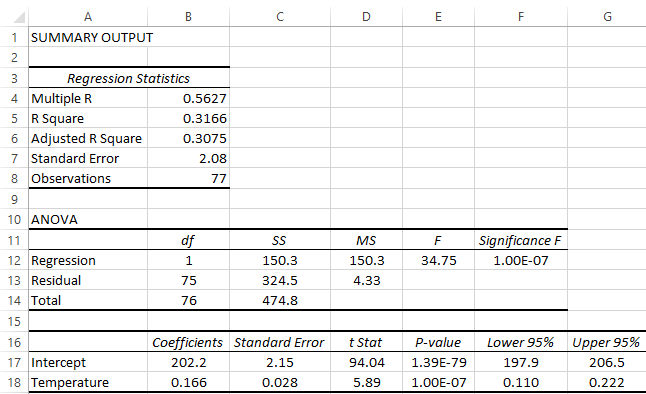 A B C D E F G
1 SUMMARY OUTPUT
2
3 Regression Statistics
4 Multiple R 0.5627
5 R Square 0.3166
6 Adjusted R Square 0.3075
7 Standard Error 2.08
8 Observations 77
9
10 ANOVA
11 df SS MS F Significance F
12 Regression 1 150.3 150.3 34.75 1.00E-07
13 Residual 75 324.5 4.33
14 Total 76 474.8
15
16 Coefficients Standard Error t Stat P-value Lower 95% Upper 95%
17 Intercept 202.2 2.15 94.04 1.39E-79 197.9 206.5
18 Temperature 0.166 0.028 5.89 1.00E-07 0.110 0.222